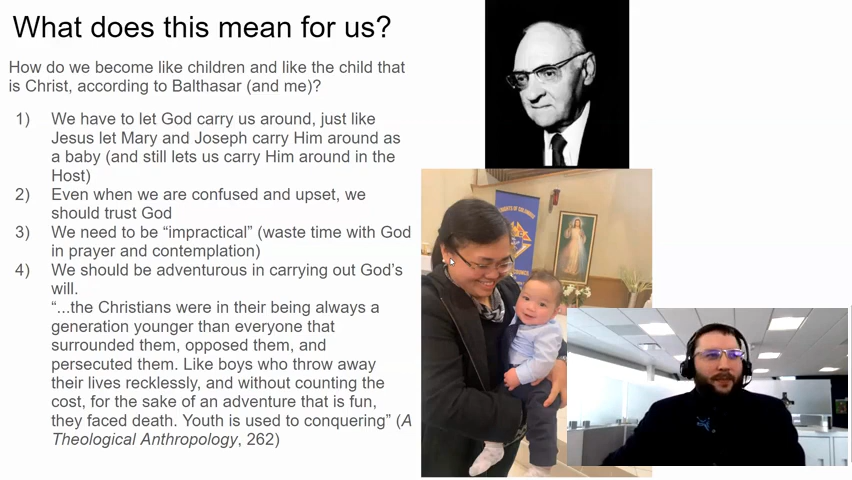 What does this mean for us?
How do we become like children and like the child that
is Christ, according to Balthasar (and me)?
1) We have to let God carry us around, just like
Jesus let Mary and Joseph carry Him around as
a baby (and still lets us carry Him around in the
Host)
2) Even when we are confused and upset, we
should trust God
3) We need to be “impractical” (waste time with God
in prayer and contemplation)
4) We should be adventurous in carrying out God’s
will.
“...the Christians were in their being always a
generation younger than everyone that
surrounded them, opposed them, and
persecuted them. Like boys who throw away
their lives recklessly, and without counting the
cost, for the sake of an adventure that is fun,
they faced death. Youth is used to conquering” (A
Theological Anthropology, 262)